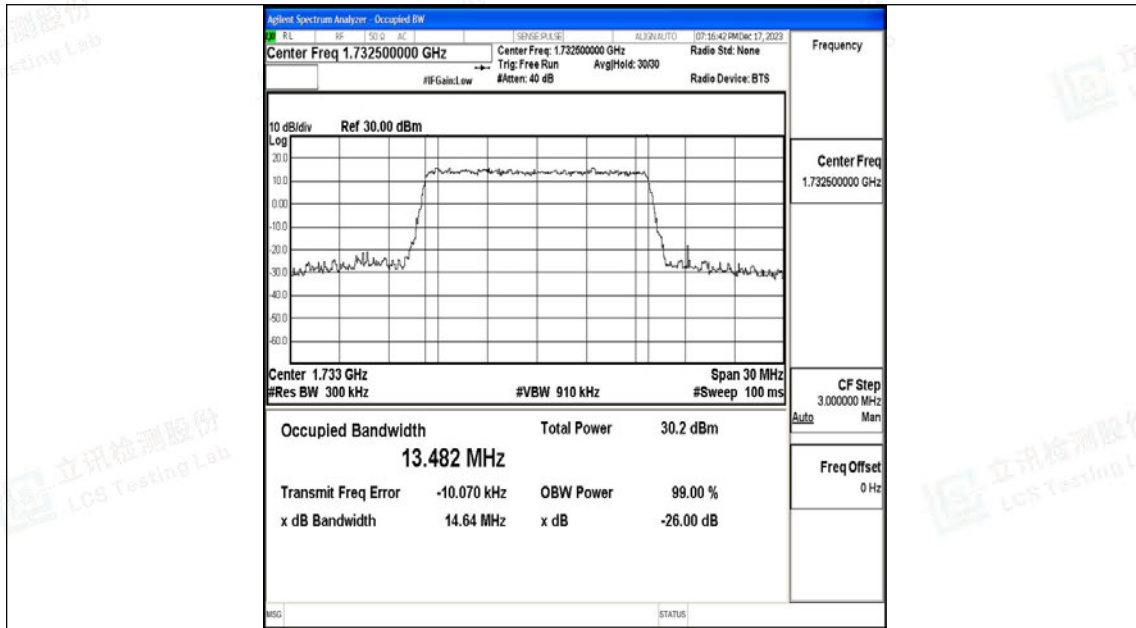 Agilent Spectrum Analyzer - Occupied BW
RL RF 50 Ω AC SENSE:PULSE ALIGNAUTO 07:16:42 PM Dec 17, 2023
Center Freq 1.732500000 GHz
Center Freq: 1.732500000 GHz
Radio Std: None
Trig: Free Run Avg|Hold: 30/30
#IFGain:Low #Atten: 40 dB Radio Device: BTS
Frequency
10 dB/div Ref 30.00 dBm
Log
20.0
10.0
0.00
-10.0
-20.0
-30.0
-40.0
-50.0
-60.0
Center 1.733 GHz Span 30 MHz
#Res BW 300 kHz #VBW 910 kHz #Sweep 100 ms
Occupied Bandwidth Total Power 30.2 dBm
13.482 MHz
Transmit Freq Error -10.070 kHz OBW Power 99.00 %
x dB Bandwidth 14.64 MHz x dB -26.00 dB
Center Freq
1.732500000 GHz
CF Step
3.000000 MHz
Auto Man
Freq Offset
0 Hz
MSG STATUS
立讯检测股份
LCS Testing Lab
立讯检测股份